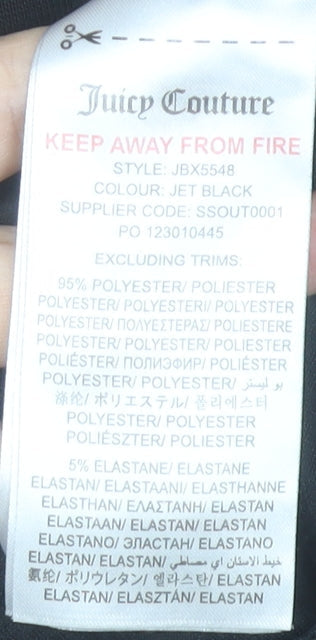 Juicy Couture
KEEP AWAY FROM FIRE
STYLE: JBX5548
COLOUR: JET BLACK
SUPPLIER CODE: SSOUT0001
PO 123010445
EXCLUDING TRIMS:
95% POLYESTER/ POLIESTER
POLYESTER/ POLYESTERI/ POLYESTER
POLYESTER/ ΠΟΛΥΕΣΤΕΡΑΣ/ POLIESTERE
POLYESTER/ POLYESTER/ POLIESTER
POLIÉSTER/ ПОЛИЭФИР/ POLIÉSTER
POLYESTER/ POLYESTER/ بو ليستر
涤纶/ ポリエステル/ 폴리에스터
POLYESTER/ POLYESTER
POLIÉSZTER/ POLIESTER
5% ELASTANE/ ELASTANE
ELASTAN/ ELASTAANI/ ELASTHANNE
ELASTHAN/ ΕΛΑΣΤΑΝΗ/ ELASTAN
ELASTAAN/ ELASTAN/ ELASTAN
ELASTANO/ ЭЛАСТАН/ ELASTANO
ELASTAN/ ELASTAN/ خيط الاستان اي مصاطي
氨纶/ ポリウレタン/ 엘라스탄/ ELASTAN
ELASTAN/ ELASZTÁN/ ELASTAN